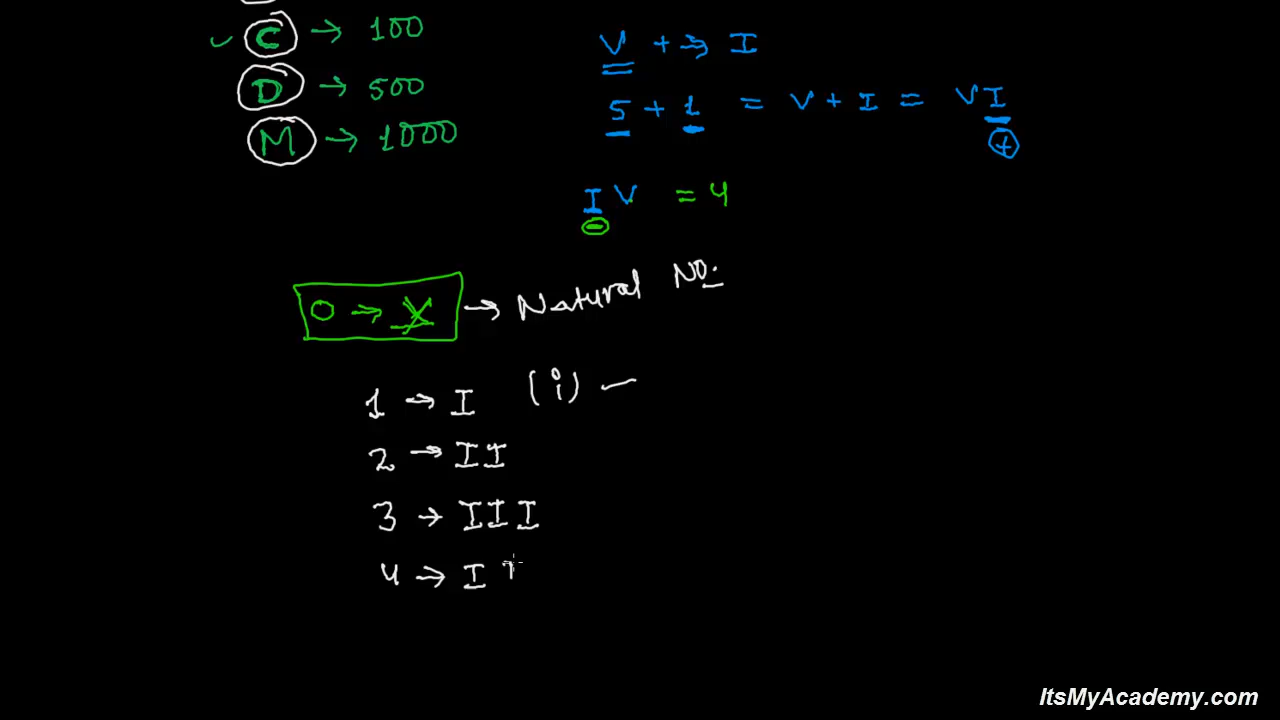 C → 100
D → 500
M → 1000
V + → I
5 + 1 = V + I = VI
+
IV = 4
−
0 → X → Natural No.
1 → I (i) –
2 → II
3 → III
4 → I
ItsMyAcademy.com